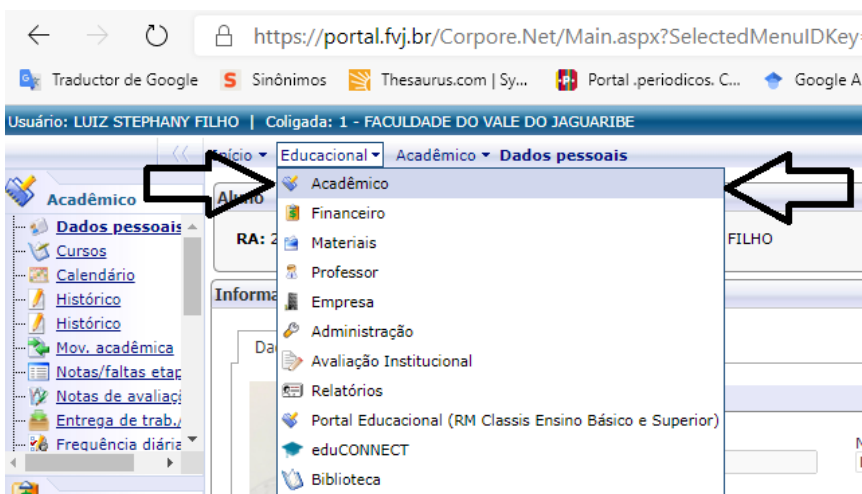 https://portal.fvj.br/Corpore.Net/Main.aspx?SelectedMenuIDKey=
Traductor de Google Sinônimos Thesaurus.com | Sy... Portal .periodicos. C... Google A
Usuário: LUIZ STEPHANY FILHO | Coligada: 1 - FACULDADE DO VALE DO JAGUARIBE
Início Educacional Acadêmico Dados pessoais
Acadêmico
Dados pessoais
Cursos
Calendário
Histórico
Histórico
Mov. acadêmica
Notas/faltas etap
Notas de avaliaç
Entrega de trab./
Frequência diária
Aluno
RA: 2
FILHO
Informa
Da
Acadêmico
Financeiro
Materiais
Professor
Empresa
Administração
Avaliação Institucional
Relatórios
Portal Educacional (RM Classis Ensino Básico e Superior)
eduCONNECT
Biblioteca